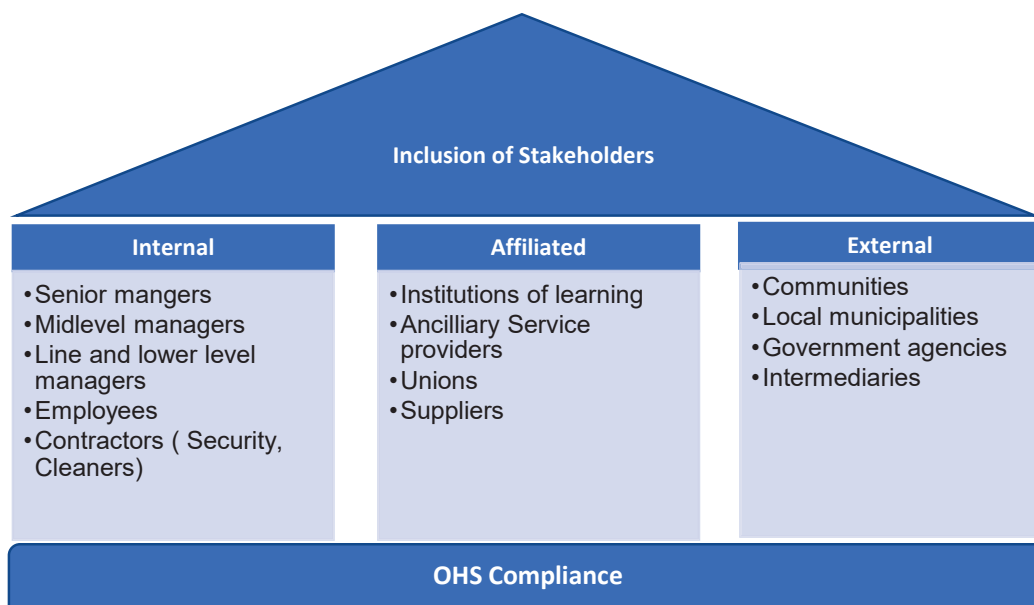 Inclusion of Stakeholders
Internal
•Senior mangers
•Midlevel managers
•Line and lower level
managers
•Employees
•Contractors ( Security,
Cleaners)
Affiliated
•Institutions of learning
•Ancilliary Service
providers
•Unions
•Suppliers
External
•Communities
•Local municipalities
•Government agencies
•Intermediaries
OHS Compliance